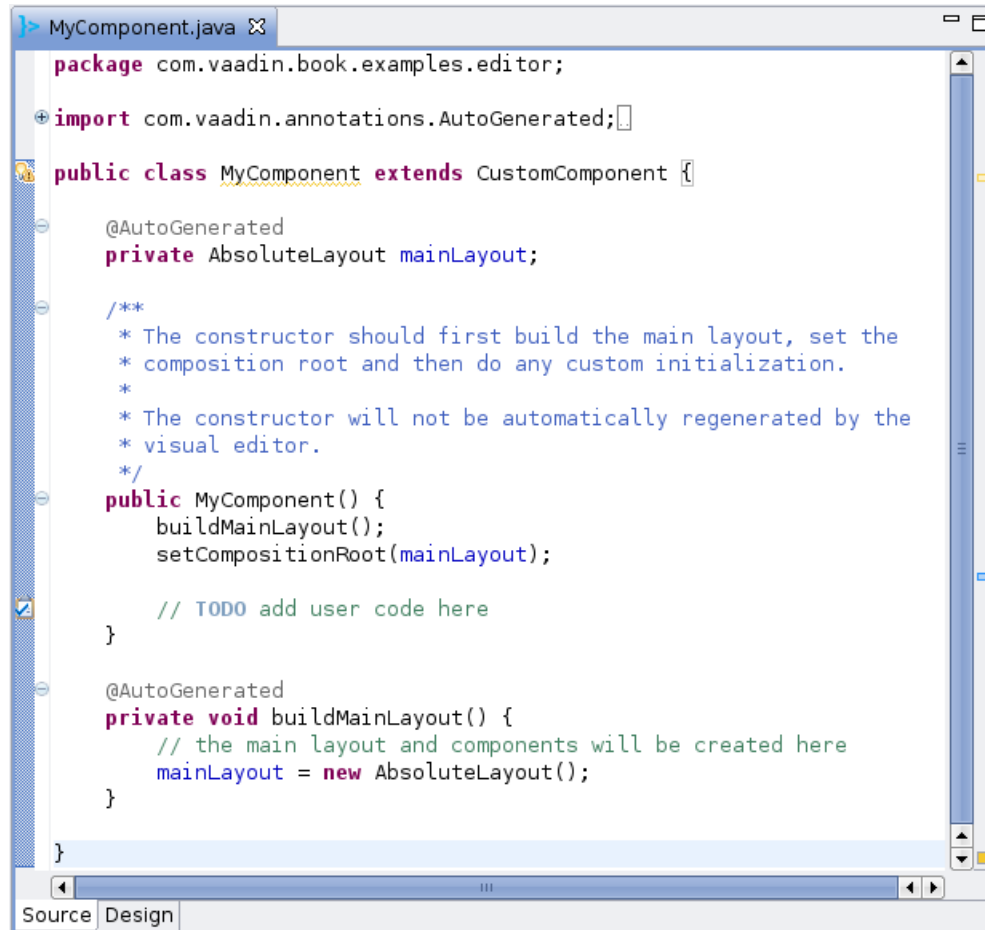 MyComponent.java
package com.vaadin.book.examples.editor;
import com.vaadin.annotations.AutoGenerated;
public class MyComponent extends CustomComponent {
@AutoGenerated
private AbsoluteLayout mainLayout;
/**
* The constructor should first build the main layout, set the
* composition root and then do any custom initialization.
*
* The constructor will not be automatically regenerated by the
* visual editor.
*/
public MyComponent() {
buildMainLayout();
setCompositionRoot(mainLayout);
// TODO add user code here
}
@AutoGenerated
private void buildMainLayout() {
// the main layout and components will be created here
mainLayout = new AbsoluteLayout();
}
}
Source Design